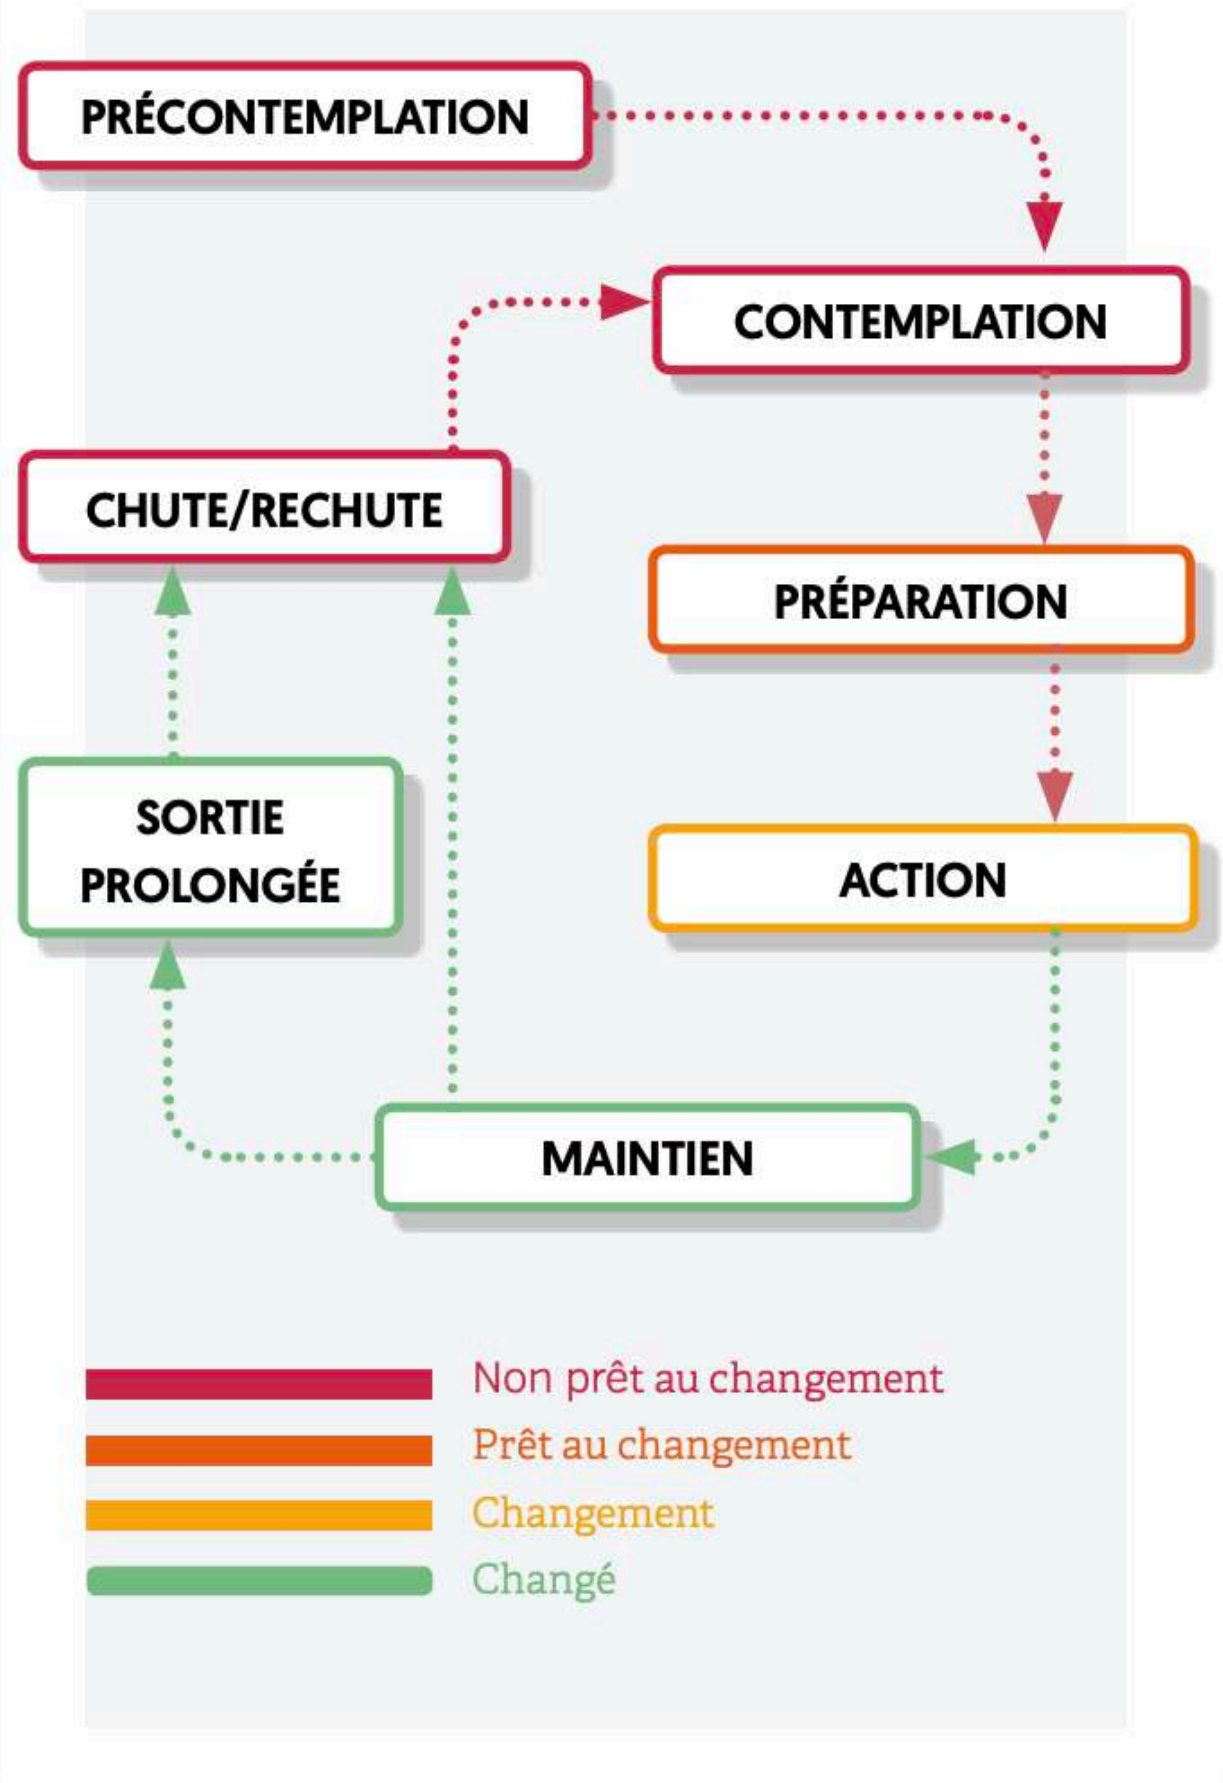 PRÉCONTEMPLATION
CONTEMPLATION
CHUTE/RECHUTE
PRÉPARATION
SORTIE
PROLONGÉE
ACTION
MAINTIEN
Non prêt au changement
Prêt au changement
Changement
Changé